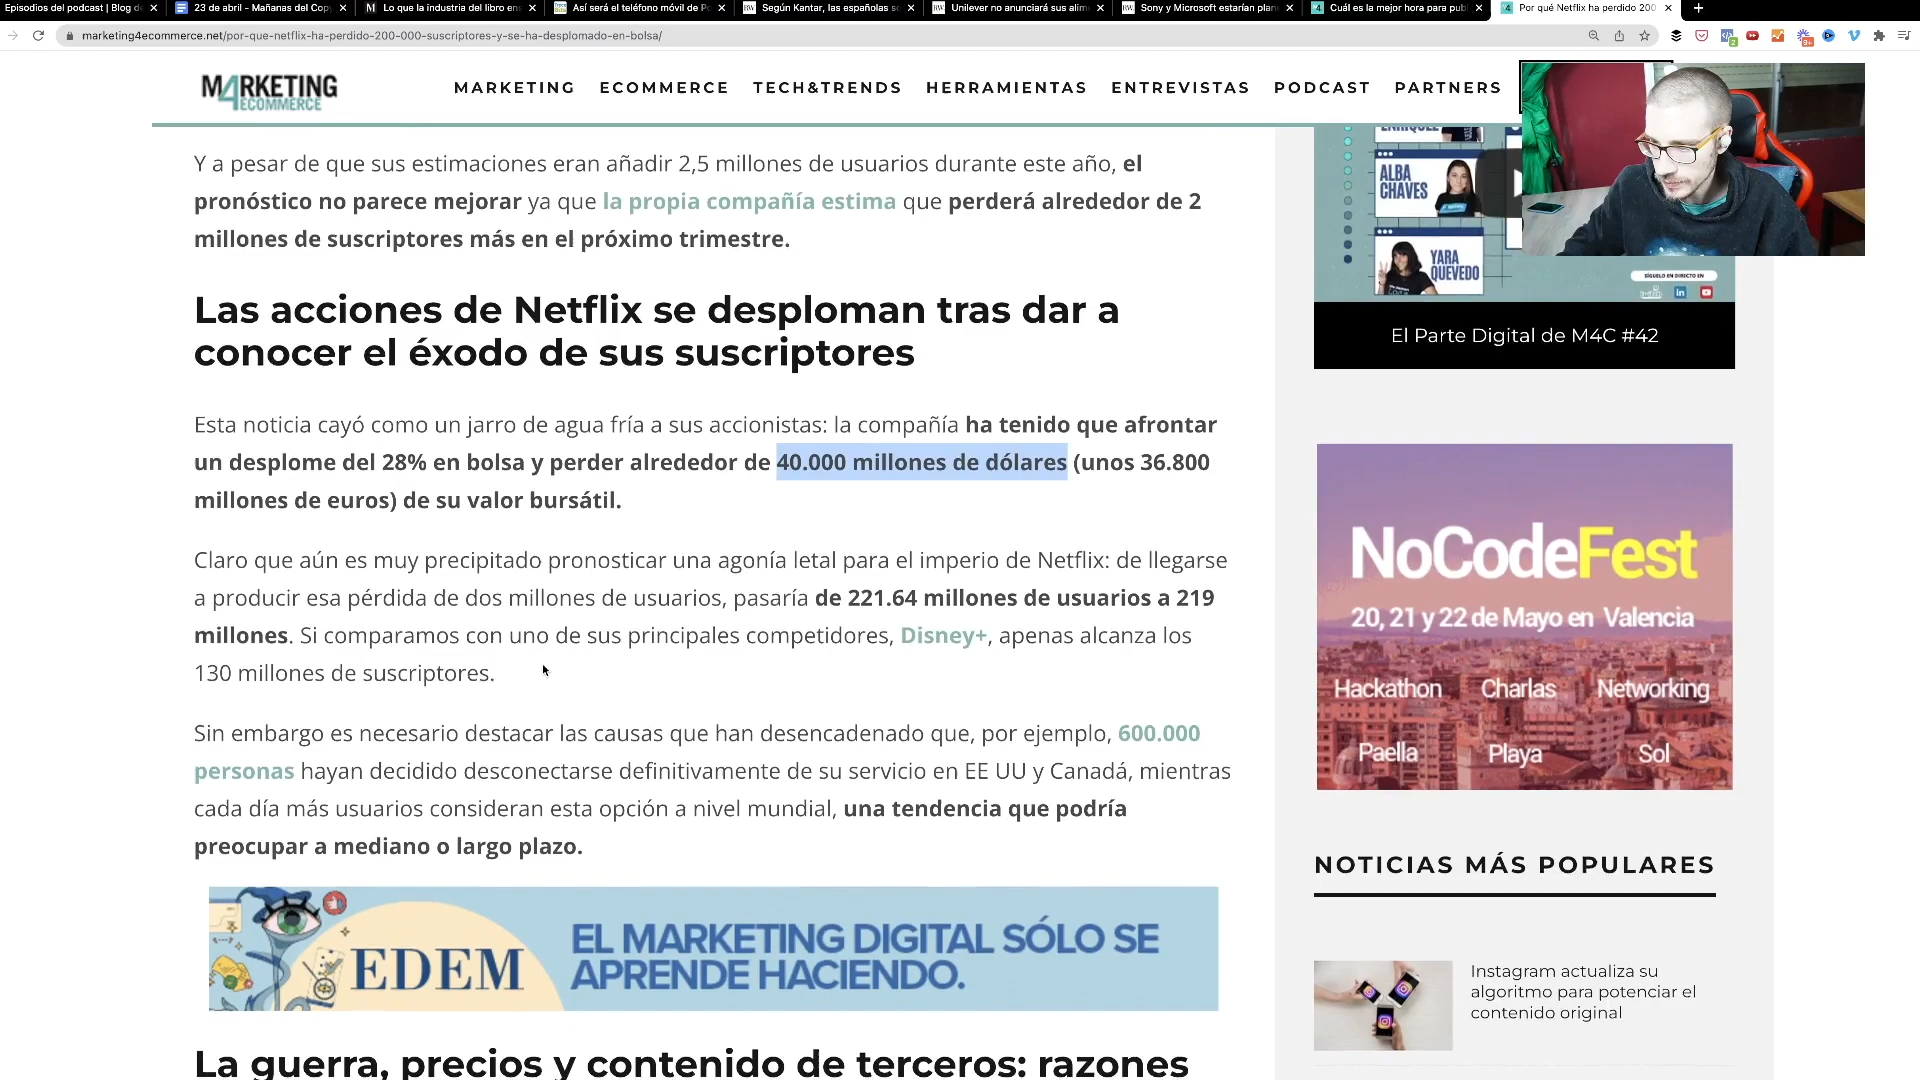 Episodios del podcast | Blog de
23 de abril - Mañanas del Copy
Lo que la industria del libro ens
Así será el teléfono móvil de Po
Según Kantar, las españolas so
Unilever no anunciará sus alim
Sony y Microsoft estarían plan
Cuál es la mejor hora para publ
Por qué Netflix ha perdido 200
marketing4ecommerce.net/por-que-netflix-ha-perdido-200-000-suscriptores-y-se-ha-desplomado-en-bolsa/
M4RKETING
ECOMMERCE
MARKETING ECOMMERCE TECH&TRENDS HERRAMIENTAS ENTREVISTAS PODCAST PARTNERS
Y a pesar de que sus estimaciones eran añadir 2,5 millones de usuarios durante este año, el
pronóstico no parece mejorar ya que la propia compañía estima que perderá alrededor de 2
millones de suscriptores más en el próximo trimestre.
Las acciones de Netflix se desploman tras dar a
conocer el éxodo de sus suscriptores
Esta noticia cayó como un jarro de agua fría a sus accionistas: la compañía ha tenido que afrontar
un desplome del 28% en bolsa y perder alrededor de 40.000 millones de dólares (unos 36.800
millones de euros) de su valor bursátil.
Claro que aún es muy precipitado pronosticar una agonía letal para el imperio de Netflix: de llegarse
a producir esa pérdida de dos millones de usuarios, pasaría de 221.64 millones de usuarios a 219
millones. Si comparamos con uno de sus principales competidores, Disney+, apenas alcanza los
130 millones de suscriptores.
Sin embargo es necesario destacar las causas que han desencadenado que, por ejemplo, 600.000
personas hayan decidido desconectarse definitivamente de su servicio en EE UU y Canadá, mientras
cada día más usuarios consideran esta opción a nivel mundial, una tendencia que podría
preocupar a mediano o largo plazo.
EDEM
EL MARKETING DIGITAL SÓLO SE
APRENDE HACIENDO.
La guerra, precios y contenido de terceros: razones
ENRIQUEZ
ALBA
CHAVES
YARA
QUEVEDO
SÍGUELO EN DIRECTO EN
El Parte Digital de M4C #42
NoCodeFest
20, 21 y 22 de Mayo en Valencia
Hackathon Charlas Networking
Paella Playa Sol
NOTICIAS MÁS POPULARES
Instagram actualiza su
algoritmo para potenciar el
contenido original